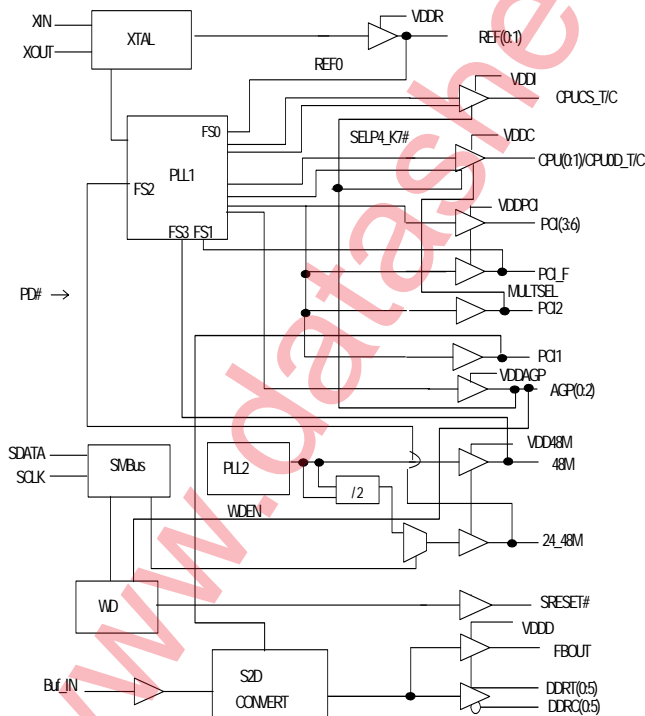 XIN
XOUT
XTAL
VDDR
REF(0:1)
REF0
VDDI
CPUCS_T/C
FS0
SELP4_K7#
VDDC
PLL1
CPU(0:1)/CPU0D_T/C
FS2
VDDPCI
PCI(3:6)
FS3 FS1
PCI_F
PD#
MULTSEL
PCI2
PCI1
VDDAGP
AGP(0:2)
VDD48M
SDATA
SMBus
PLL2
48M
SCLK
/ 2
WDEN
24_48M
WD
SRESET#
VDDD
FBOUT
Buf_IN
S2D
CONVERT
DDRT(0:5)
DDRC(0:5)
www.datashe